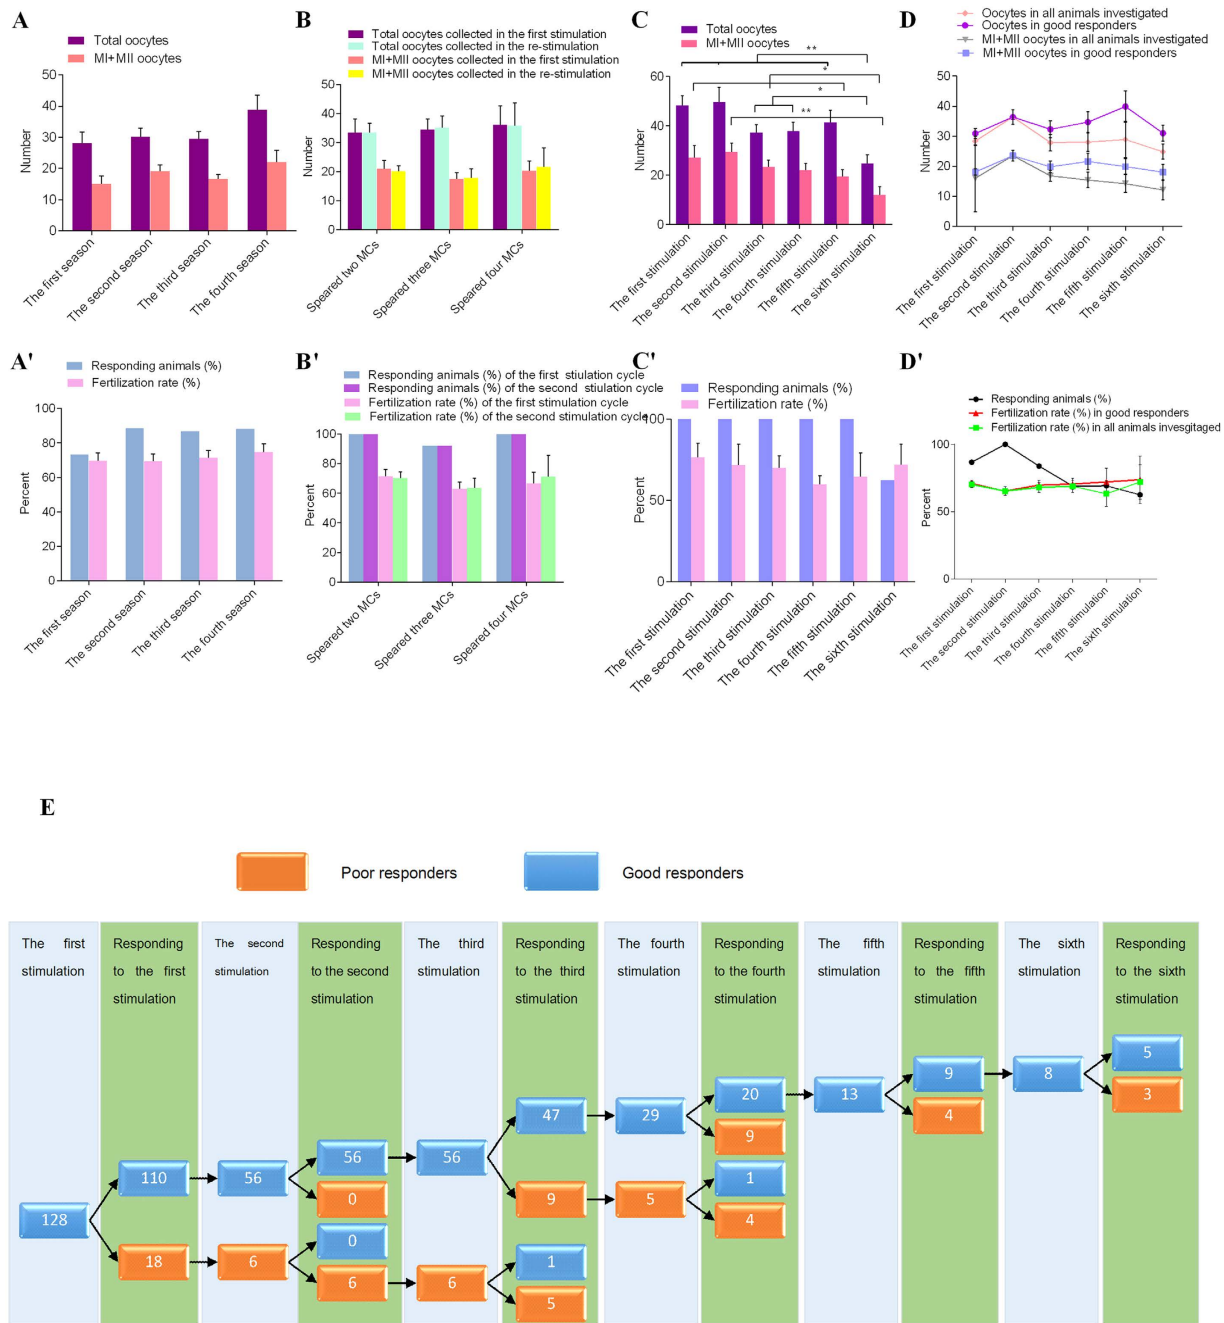 A
Total oocytes
MI+MII oocytes
50
40
30
20
10
0
Number
The first season
The second season
The third season
The fourth season
B
Total oocytes collected in the first stimulation
Total oocytes collected in the re-stimulation
MI+MII oocytes collected in the first stimulation
MI+MII oocytes collected in the re-stimulation
50
40
30
20
10
0
Number
Speared two MCs
Speared three MCs
Speared four MCs
C
Total oocytes
MI+MII oocytes
60
40
20
0
Number
**
*
*
**
The first stimulation
The second stimulation
The third stimulation
The fourth stimulation
The fifth stimulation
The sixth stimulation
D
Oocytes in all animals investigated
Oocytes in good responders
MI+MII oocytes in all animals investigated
MI+MII oocytes in good responders
50
40
30
20
10
0
Number
The first stimulation
The second stimulation
The third stimulation
The fourth stimulation
The fifth stimulation
The sixth stimulation
A'
Responding animals (%)
Fertilization rate (%)
100
80
60
40
20
0
Percent
The first season
The second season
The third season
The fourth season
B'
Responding animals (%) of the first stiulation cycle
Responding animals (%) of the second stiulation cycle
Fertilization rate (%) of the first stimulation cycle
Fertilization rate (%) of the second stimulation cycle
100
80
60
40
20
0
Percent
Speared two MCs
Speared three MCs
Speared four MCs
C'
Responding animals (%)
Fertilization rate (%)
100
50
0
Percent
The first stimulation
The second stimulation
The third stimulation
The fourth stimulation
The fifth stimulation
The sixth stimulation
D'
Responding animals (%)
Fertilization rate (%) in good responders
Fertilization rate (%) in all animals invesgitaged
100
50
0
Percent
The first stimulation
The second stimulation
The third stimulation
The fourth stimulation
The fifth stimulation
The sixth stimulation
E
Poor responders
Good responders
The first
stimulation
Responding
to the first
stimulation
The second
stimulation
Responding
to the second
stimulation
The third
stimulation
Responding
to the third
stimulation
The fourth
stimulation
Responding
to the fourth
stimulation
The fifth
stimulation
Responding
to the fifth
stimulation
The sixth
stimulation
Responding
to the sixth
stimulation
128
110
18
56
6
56
0
0
6
56
6
47
9
1
5
29
5
20
9
1
4
13
9
4
8
5
3